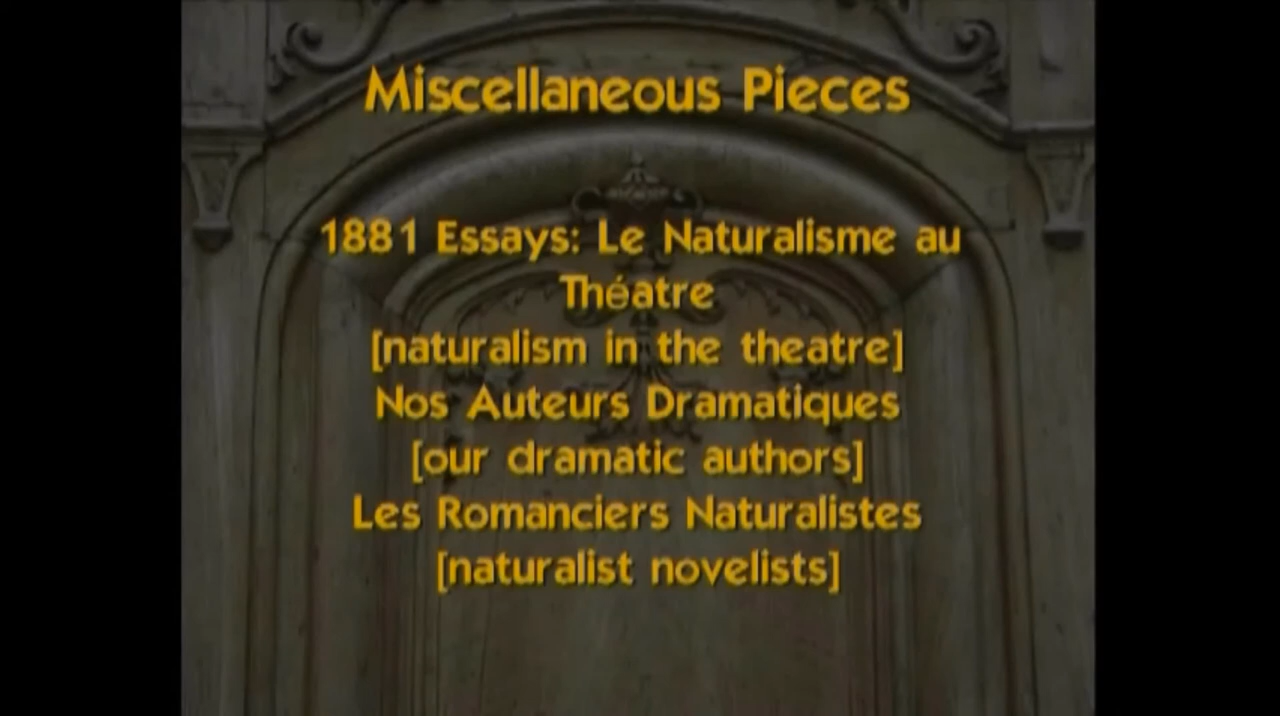 Miscellaneous Pieces
1881 Essays: Le Naturalisme au
Théatre
[naturalism in the theatre]
Nos Auteurs Dramatiques
[our dramatic authors]
Les Romanciers Naturalistes
[naturalist novelists]